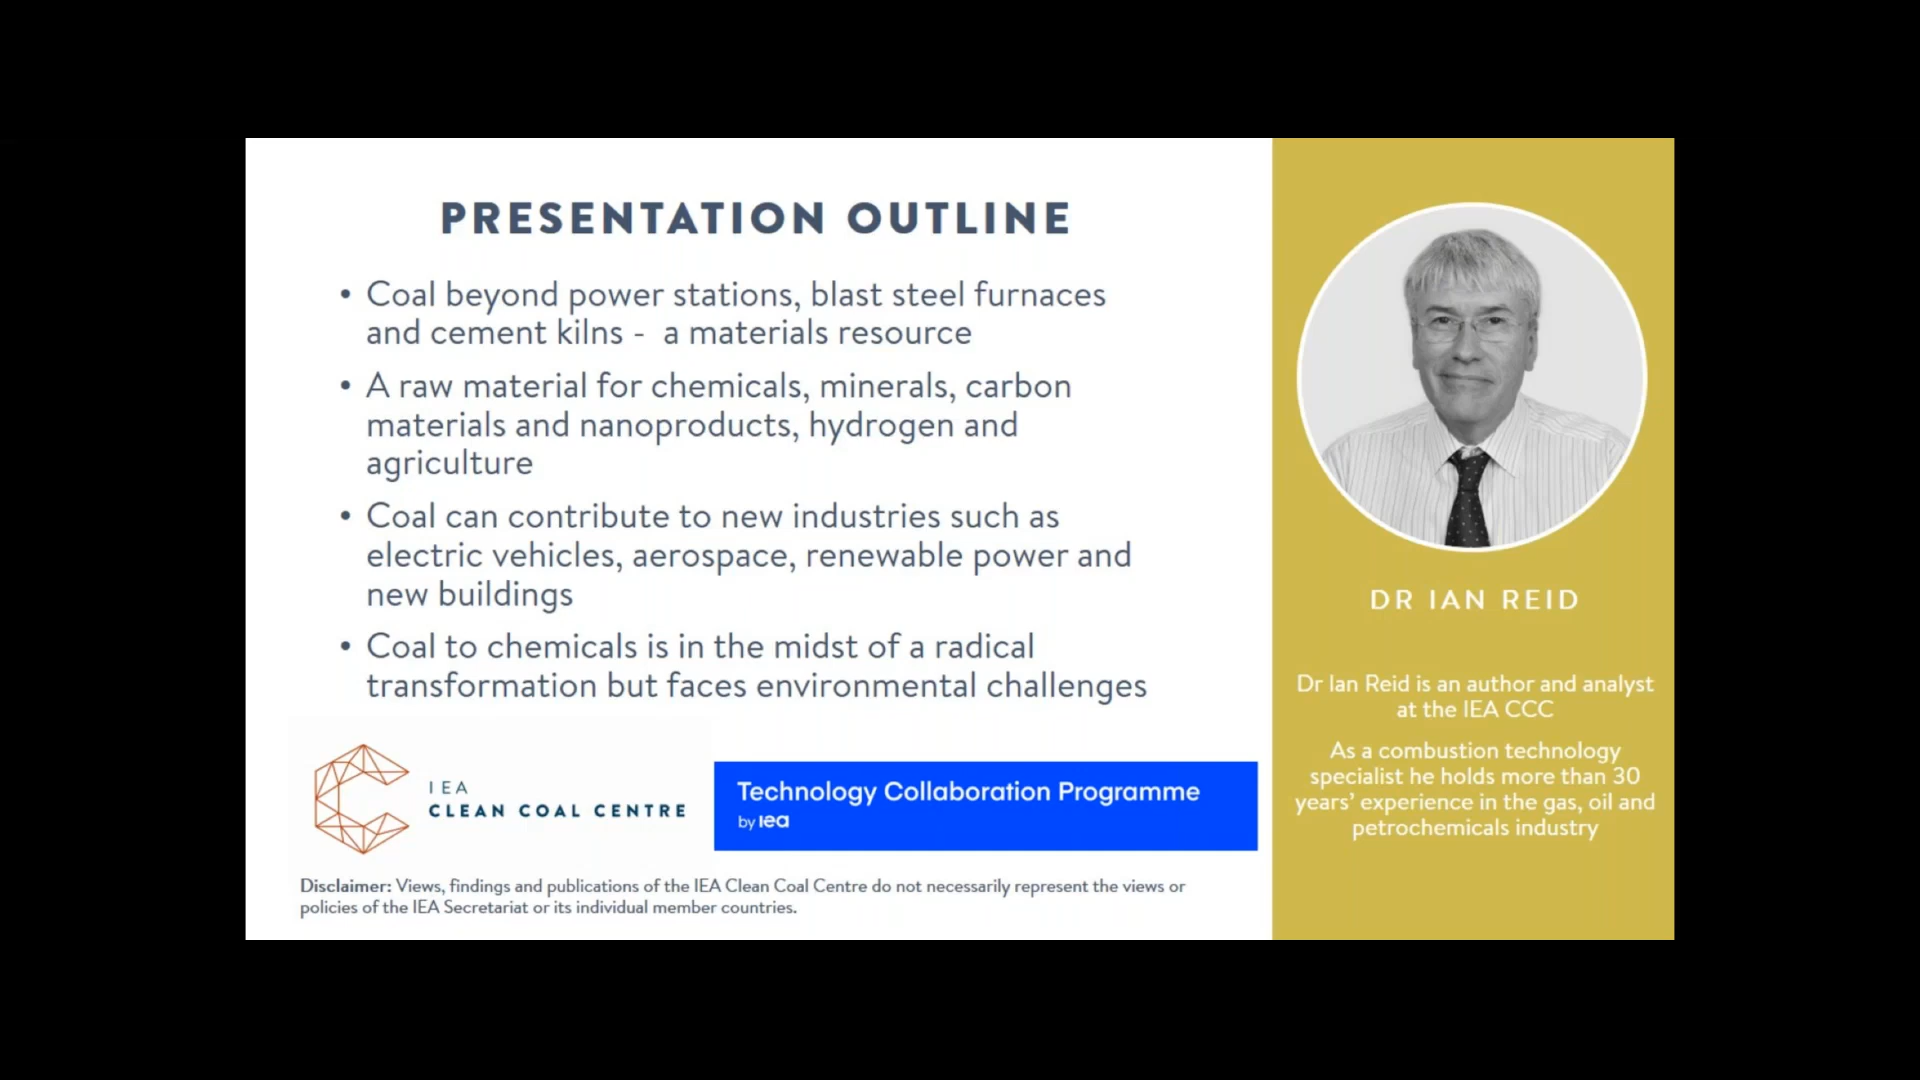 PRESENTATION OUTLINE
• Coal beyond power stations, blast steel furnaces
and cement kilns - a materials resource
• A raw material for chemicals, minerals, carbon
materials and nanoproducts, hydrogen and
agriculture
• Coal can contribute to new industries such as
electric vehicles, aerospace, renewable power and
new buildings
• Coal to chemicals is in the midst of a radical
transformation but faces environmental challenges
IEA
CLEAN COAL CENTRE
Technology Collaboration Programme
by iea
Disclaimer: Views, findings and publications of the IEA Clean Coal Centre do not necessarily represent the views or
policies of the IEA Secretariat or its individual member countries.
DR IAN REID
Dr Ian Reid is an author and analyst
at the IEA CCC
As a combustion technology
specialist he holds more than 30
years' experience in the gas, oil and
petrochemicals industry